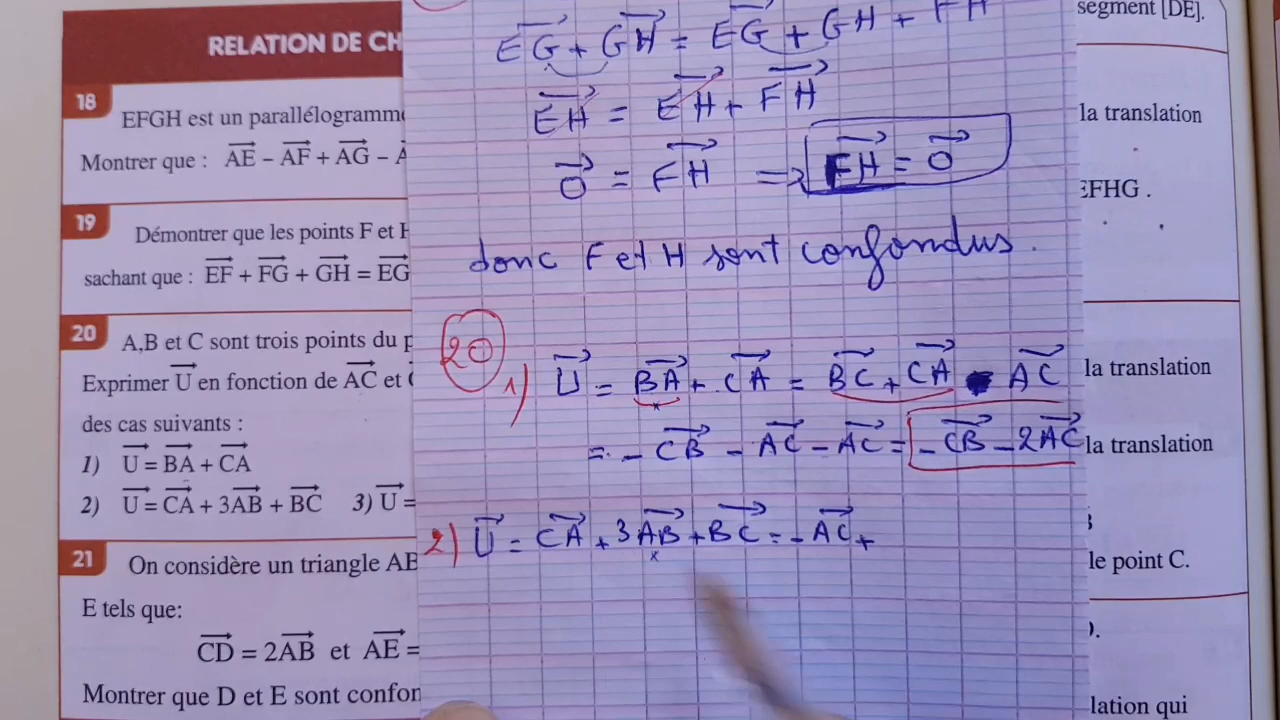 RELATION DE CH
18 EFGH est un parallélogramme
Montrer que : AE − AF + AG − A
19 Démontrer que les points F et H
sachant que : EF + FG + GH = EG
20 A,B et C sont trois points du p
Exprimer U en fonction de AC et
des cas suivants :
1) U = BA + CA
2) U = CA + 3AB + BC 3) U =
21 On considère un triangle AB
E tels que:
CD = 2AB et AE =
Montrer que D et E sont confon
EG + GH = EG + GH + FH
EH = EH + FH
0 = FH => FH = 0
donc F et H sont confondus.
20
1) U = BA + CA = BC + CA AC
= - CB - AC - AC = - CB - 2AC
2) U = CA + 3AB + BC = - AC +
segment [DE].
la translation
EFHG .
la translation
la translation
le point C.
lation qui